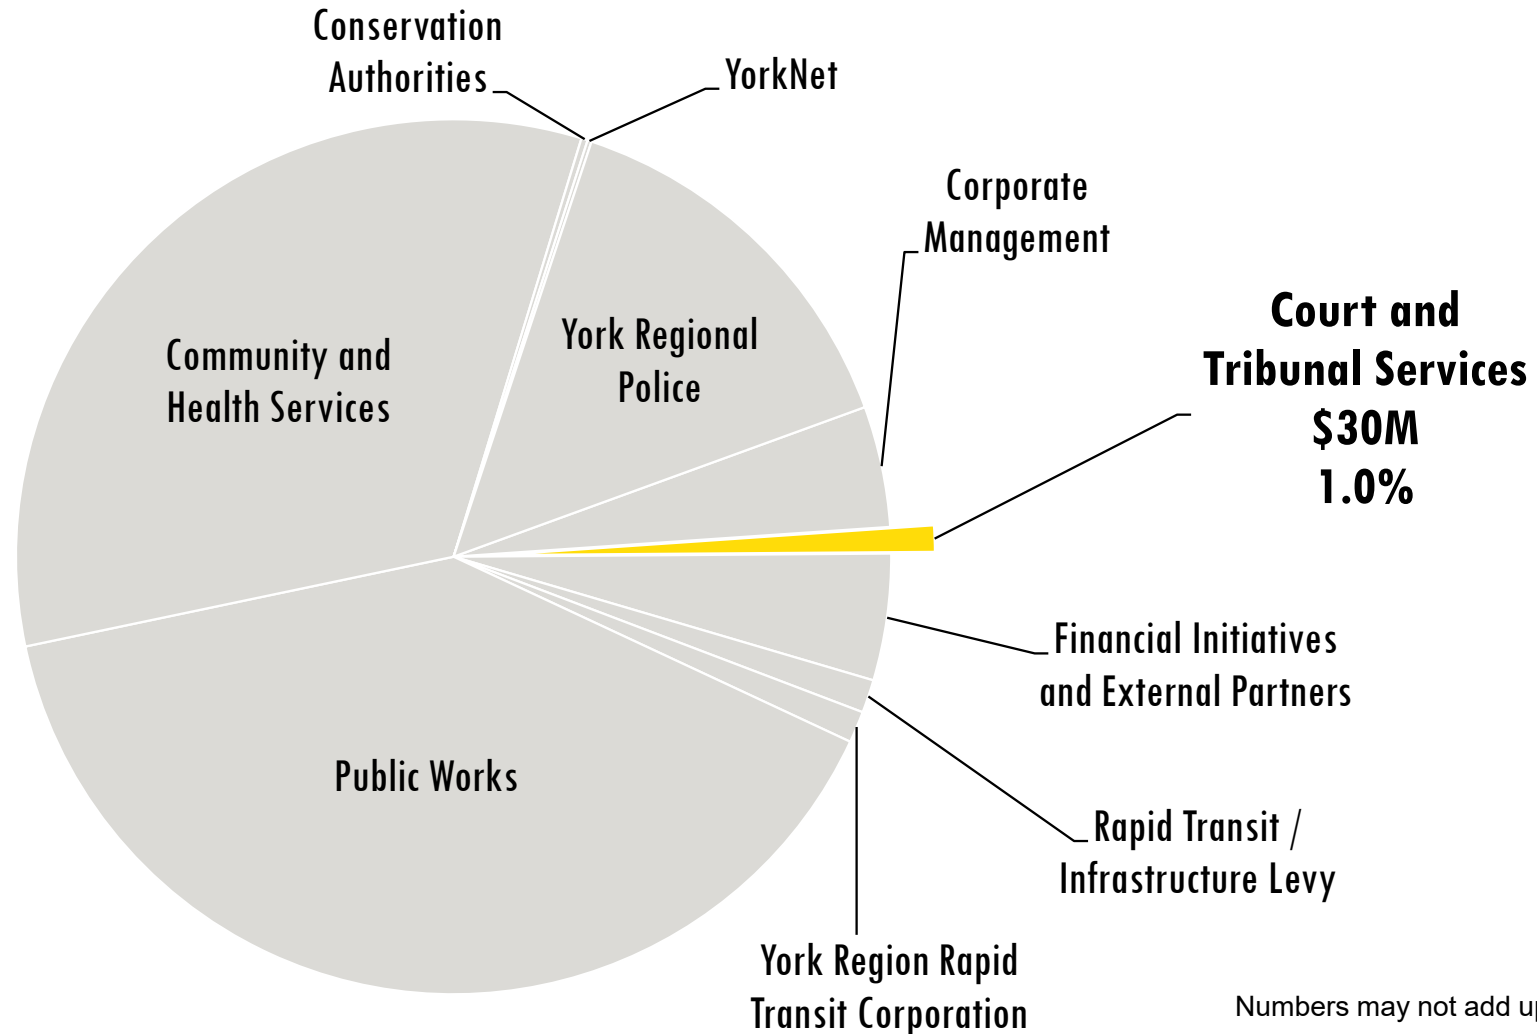 Conservation
Authorities
YorkNet
Corporate
Management
Court and
Tribunal Services
$30M
1.0%
York Regional
Police
Community and
Health Services
Financial Initiatives
and External Partners
Public Works
Rapid Transit /
Infrastructure Levy
York Region Rapid
Transit Corporation
Numbers may not add up